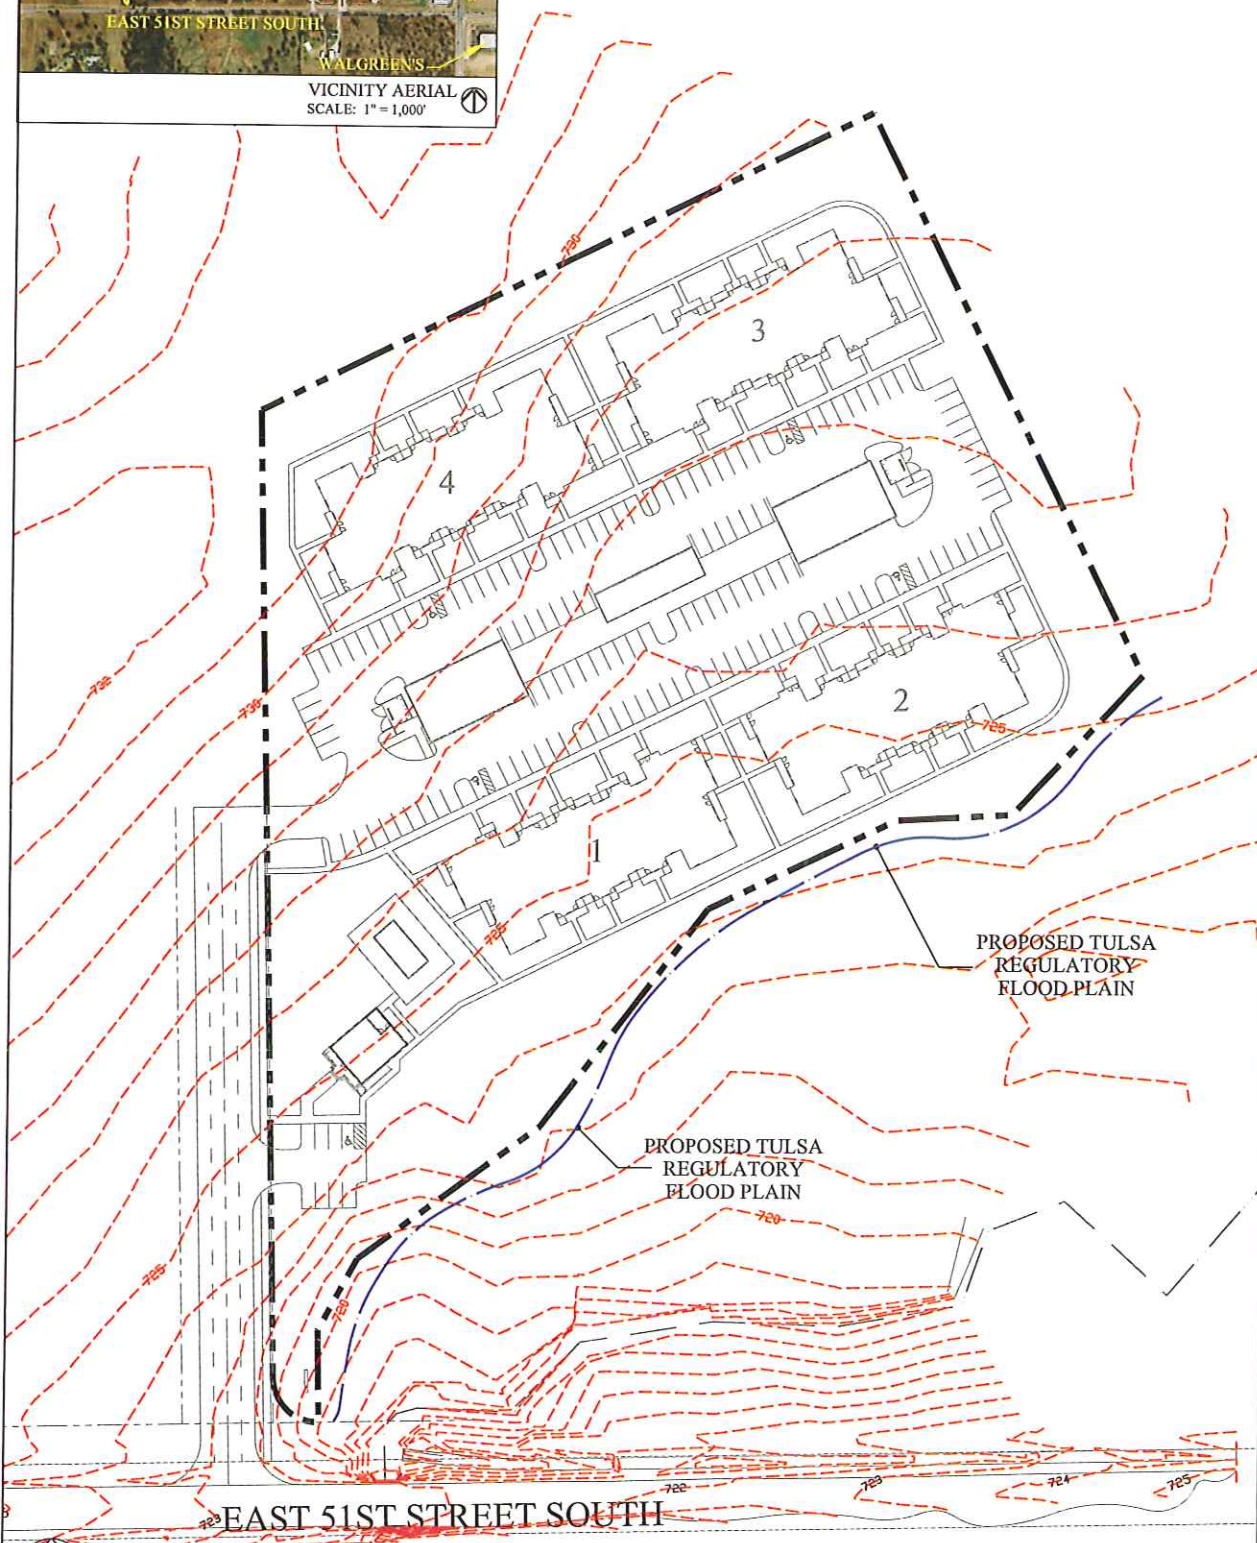 EAST 51ST STREET SOUTH
WALGREEN'S
VICINITY AERIAL
SCALE: 1" = 1,000'
730
3
4
732
730
2
725
1
725
PROPOSED TULSA
REGULATORY
FLOOD PLAIN
PROPOSED TULSA
REGULATORY
FLOOD PLAIN
720
725
720
722
723
724
725
723
EAST 51ST STREET SOUTH